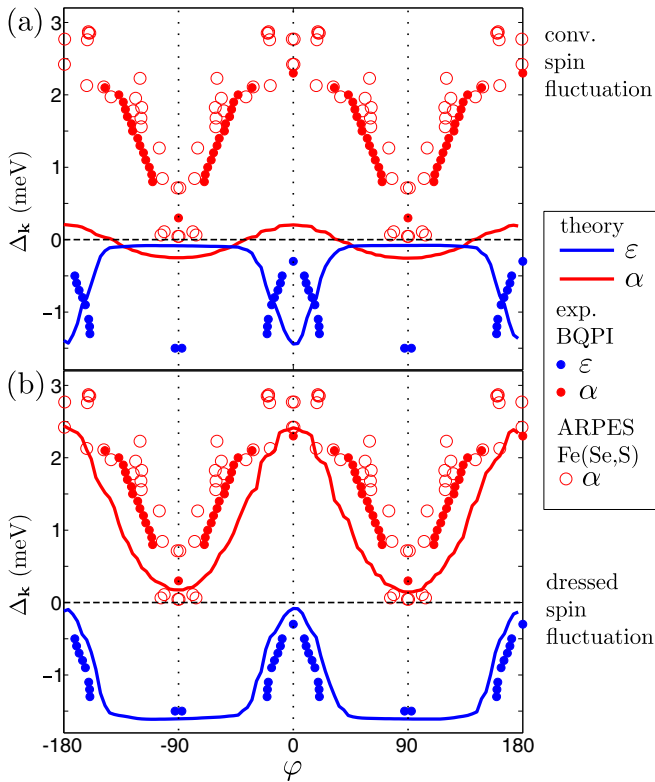 (a)
3
2
1
0
−1
Δk (meV)
conv.
spin
fluctuation
theory
ε
α
exp.
BQPI
ε
α
ARPES
Fe(Se,S)
α
(b)
3
2
1
0
−1
Δk (meV)
dressed
spin
fluctuation
-180 -90 0 90 180
φ